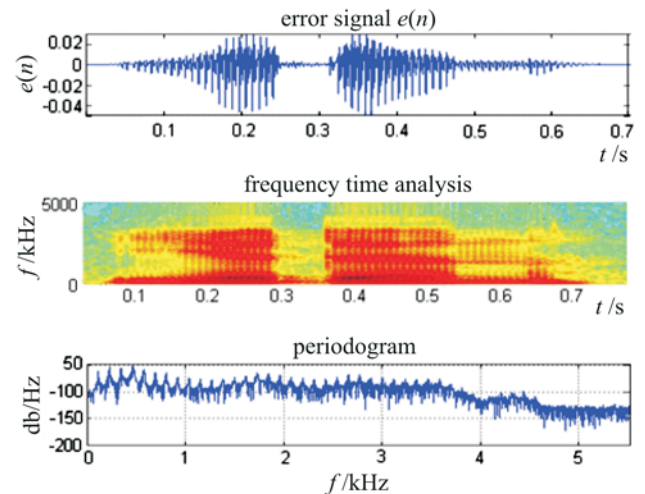 error signal e(n)
e(n)
0.02
0
-0.02
-0.04
0.1 0.2 0.3 0.4 0.5 0.6 0.7
t /s
frequency time analysis
f /kHz
5000
0
0.1 0.2 0.3 0.4 0.5 0.6 0.7
t /s
periodogram
db/Hz
50
-100
-150
-200
0 1 2 3 4 5
f /kHz